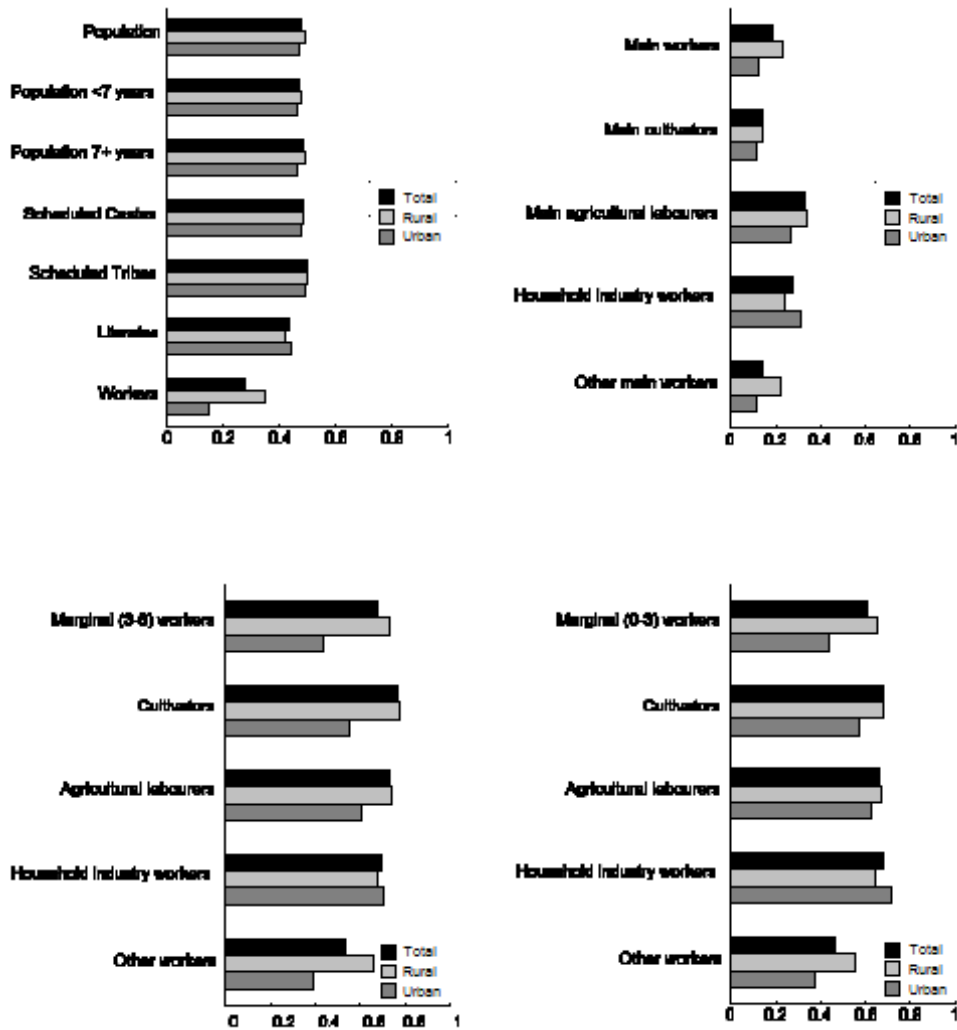 Population
Population <7 years
Population 7+ years
Scheduled Castes
Scheduled Tribes
Literates
Workers
0 0.2 0.4 0.6 0.8 1
Total
Rural
Urban
Main workers
Main cultivators
Main agricultural labourers
Household industry workers
Other main workers
0 0.2 0.4 0.6 0.8 1
Total
Rural
Urban
Marginal (3-6) workers
Cultivators
Agricultural labourers
Household industry workers
Other workers
0 0.2 0.4 0.6 0.8 1
Total
Rural
Urban
Marginal (0-3) workers
Cultivators
Agricultural labourers
Household industry workers
Other workers
0 0.2 0.4 0.6 0.8 1
Total
Rural
Urban